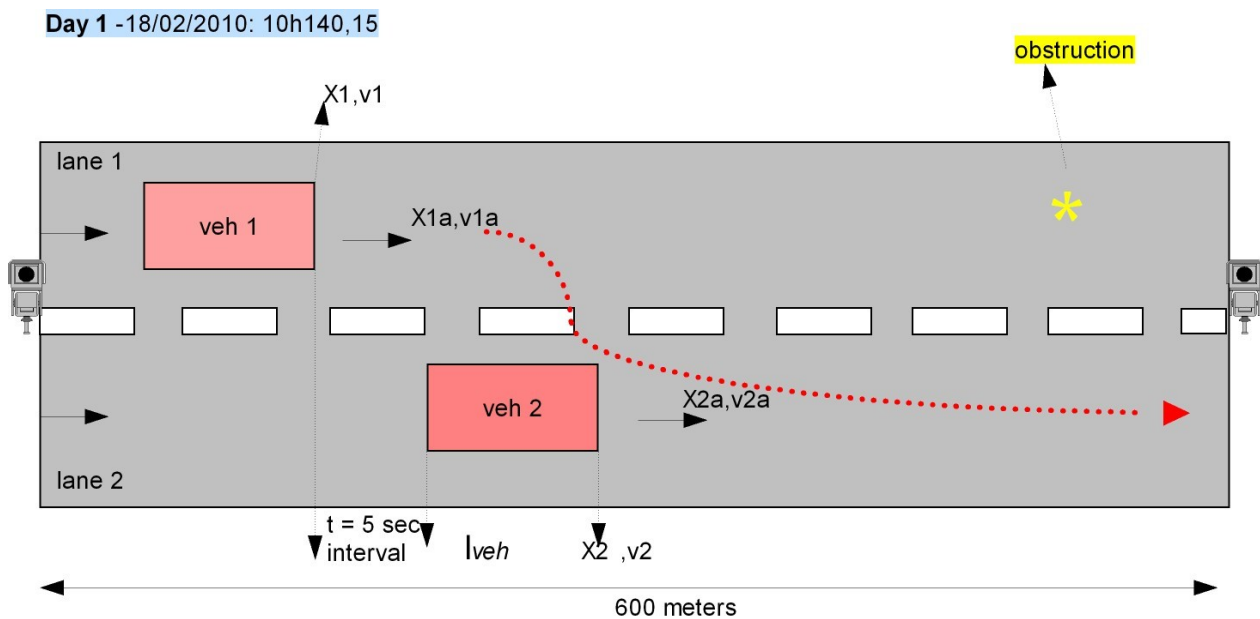 Day 1 -18/02/2010: 10h140,15
obstruction
X1,v1
lane 1
veh 1
X1a,v1a
*
veh 2
X2a,v2a
lane 2
t = 5 sec
interval
lveh
X2 ,v2
600 meters